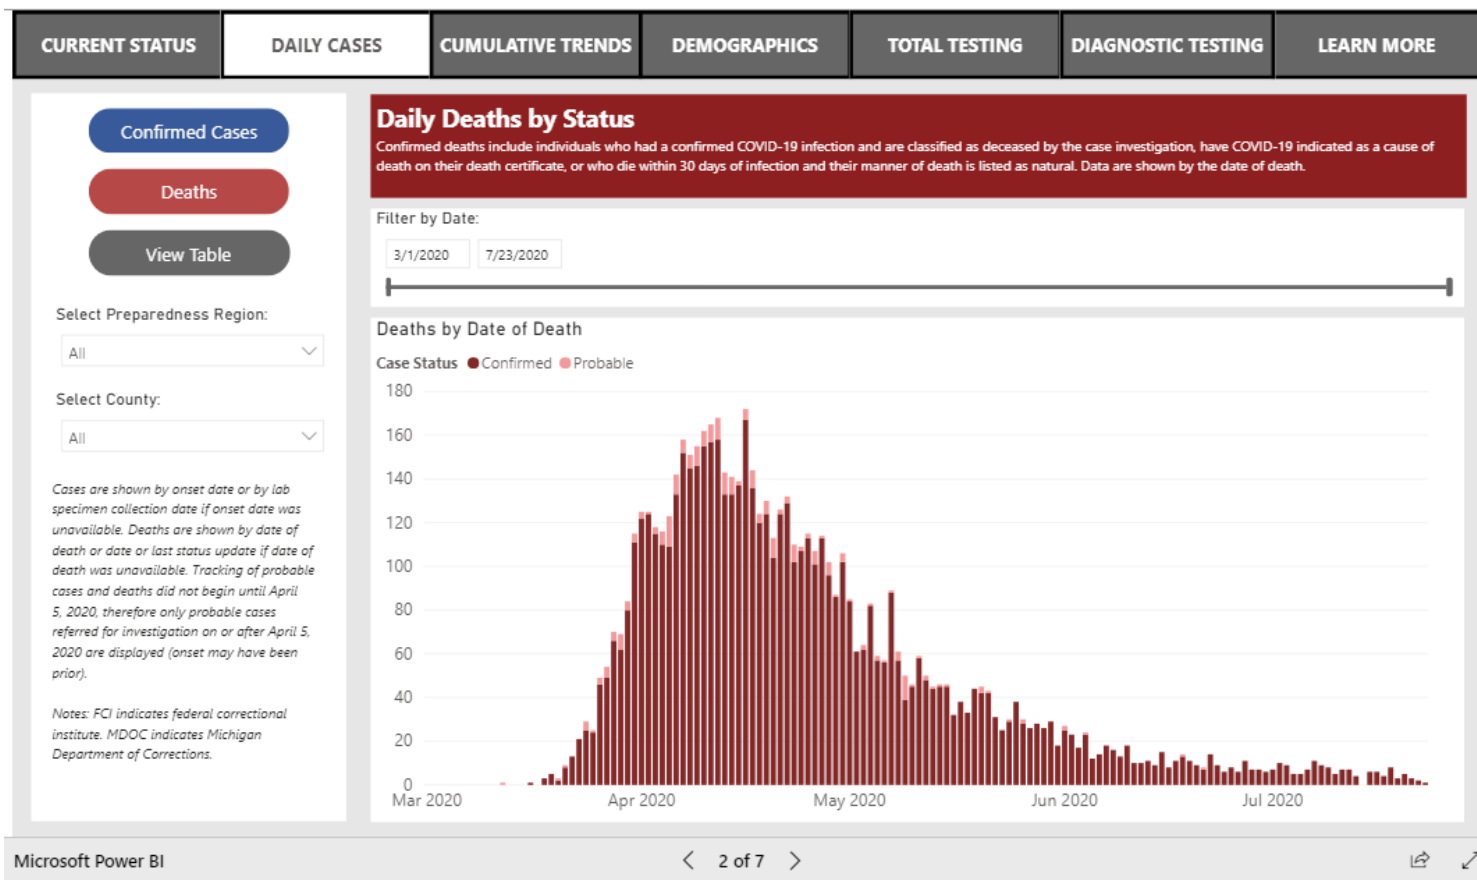 CURRENT STATUS
DAILY CASES
CUMULATIVE TRENDS
DEMOGRAPHICS
TOTAL TESTING
DIAGNOSTIC TESTING
LEARN MORE
Confirmed Cases
Deaths
View Table
Select Preparedness Region:
All
Select County:
All
Cases are shown by onset date or by lab
specimen collection date if onset date was
unavailable. Deaths are shown by date of
death or date or last status update if date of
death was unavailable. Tracking of probable
cases and deaths did not begin until April
5, 2020, therefore only probable cases
referred for investigation on or after April 5,
2020 are displayed (onset may have been
prior).
Notes: FCI indicates federal correctional
institute. MDOC indicates Michigan
Department of Corrections.
Daily Deaths by Status
Confirmed deaths include individuals who had a confirmed COVID-19 infection and are classified as deceased by the case investigation, have COVID-19 indicated as a cause of
death on their death certificate, or who die within 30 days of infection and their manner of death is listed as natural. Data are shown by the date of death.
Filter by Date:
3/1/2020 7/23/2020
Deaths by Date of Death
Case Status Confirmed Probable
180
160
140
120
100
80
60
40
20
0
Mar 2020 Apr 2020 May 2020 Jun 2020 Jul 2020
Microsoft Power BI
2 of 7